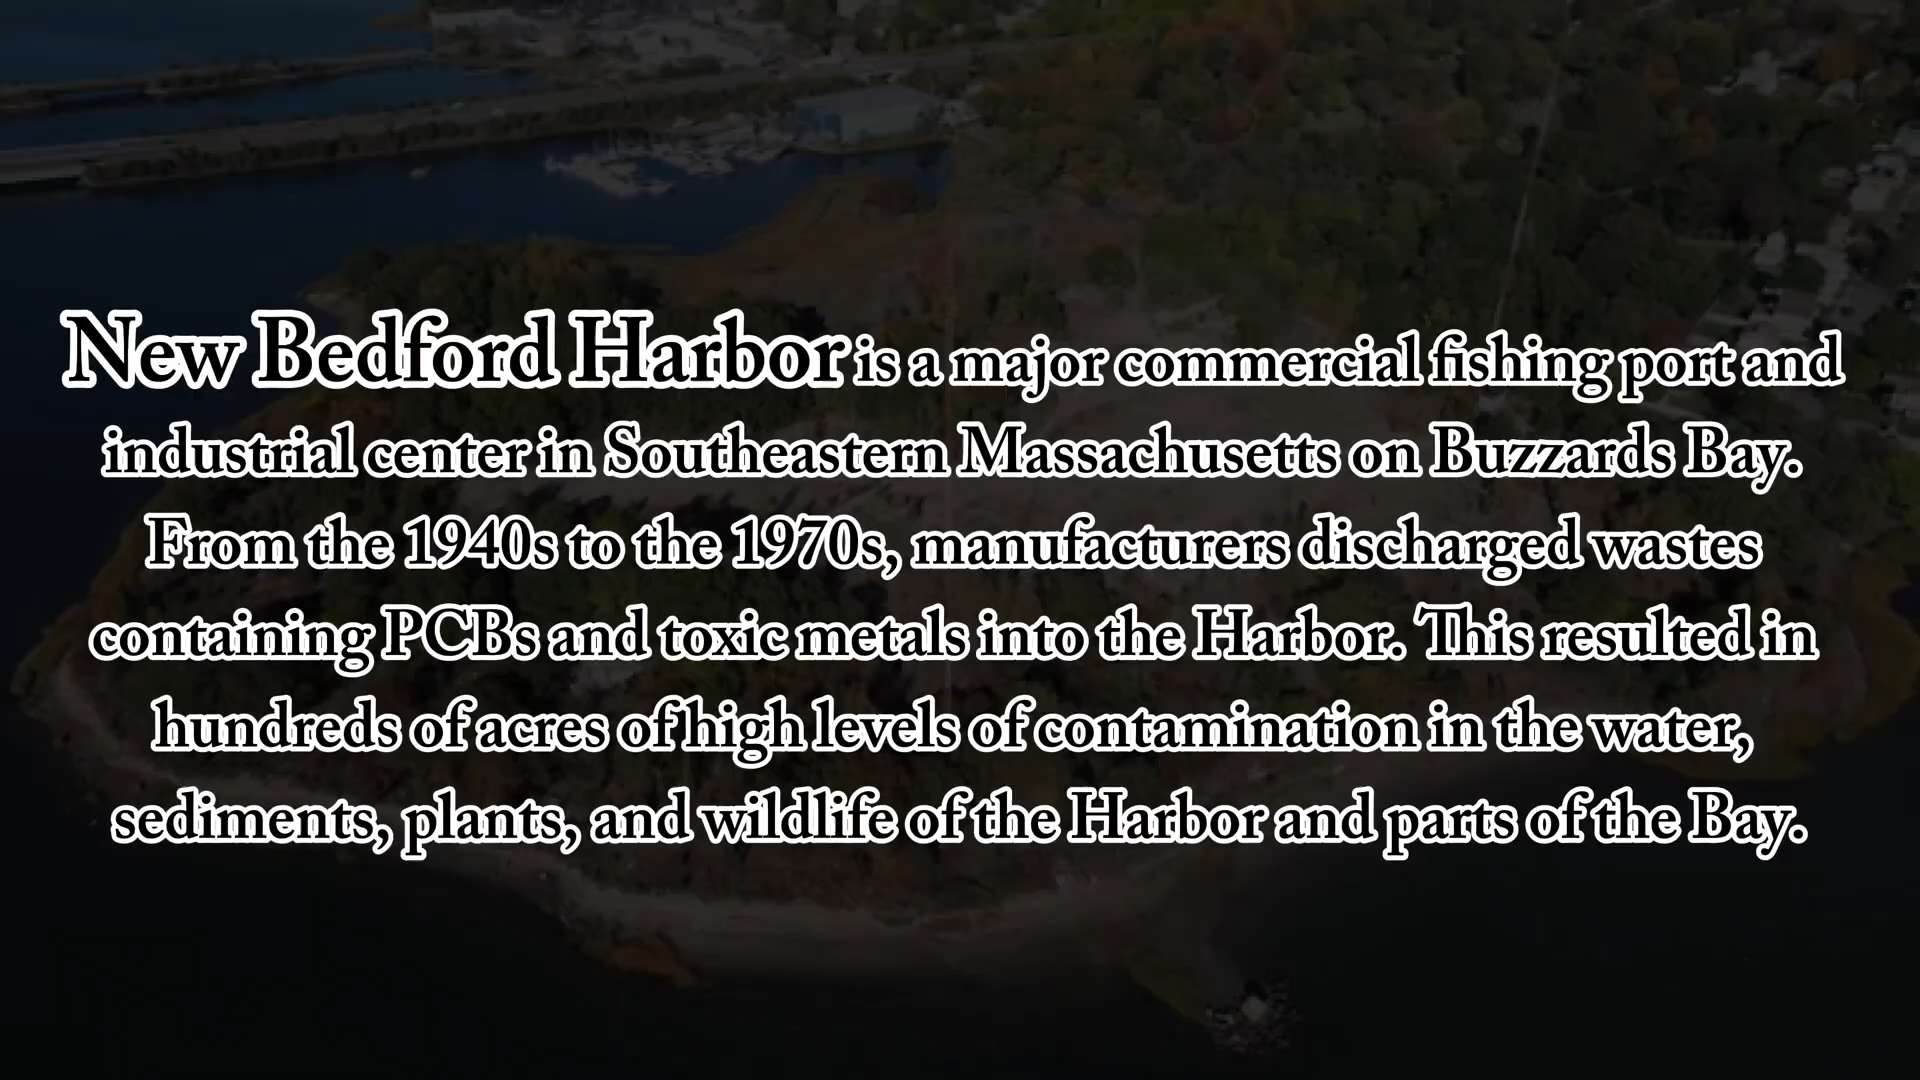 New Bedford Harbor is a major commercial fishing port and
industrial center in Southeastern Massachusetts on Buzzards Bay.
From the 1940s to the 1970s, manufacturers discharged wastes
containing PCBs and toxic metals into the Harbor. This resulted in
hundreds of acres of high levels of contamination in the water,
sediments, plants, and wildlife of the Harbor and parts of the Bay.